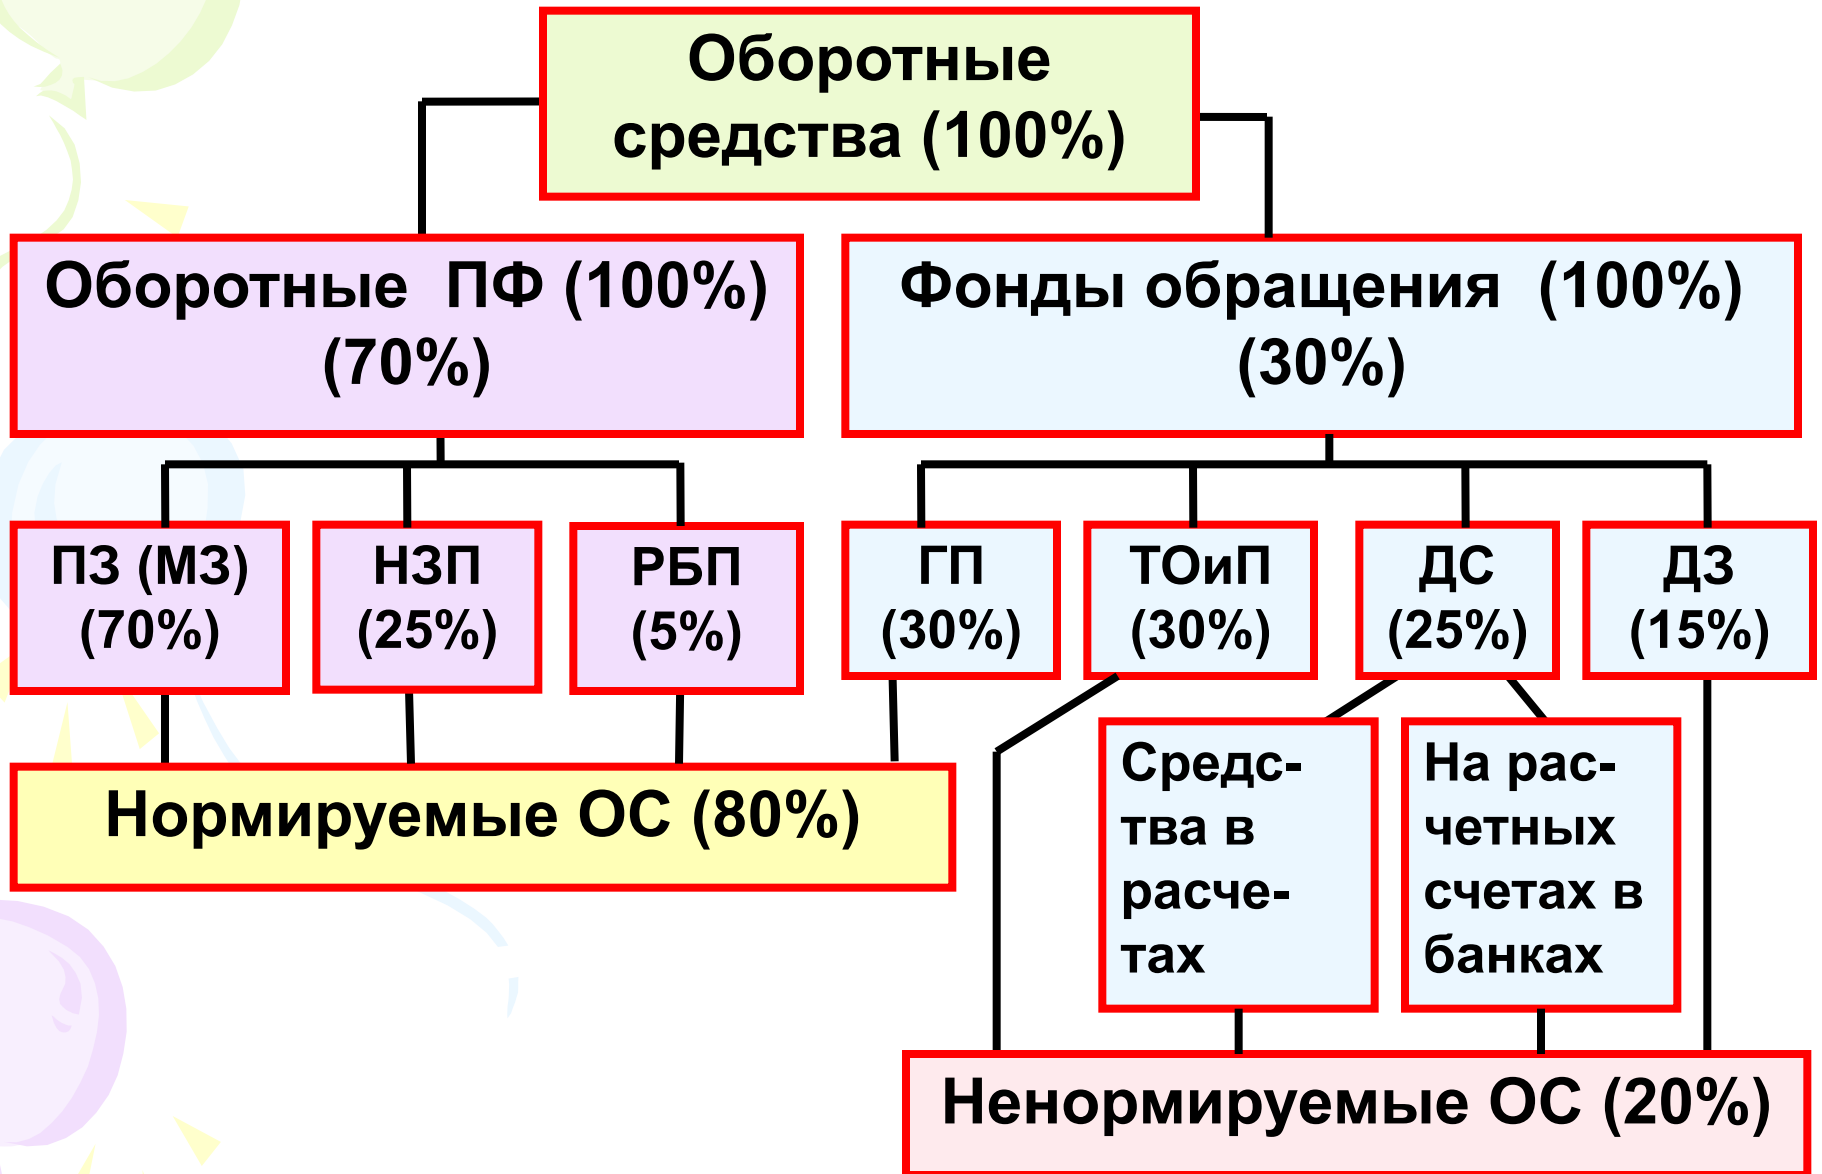 Оборотные
средства (100%)
Оборотные ПФ (100%)
(70%)
Фонды обращения (100%)
(30%)
ПЗ (МЗ)
(70%)
НЗП
(25%)
РБП
(5%)
ГП
(30%)
ТОиП
(30%)
ДС
(25%)
ДЗ
(15%)
Нормируемые ОС (80%)
Средс-
тва в
расче-
тах
На рас-
четных
счетах в
банках
Ненормируемые ОС (20%)